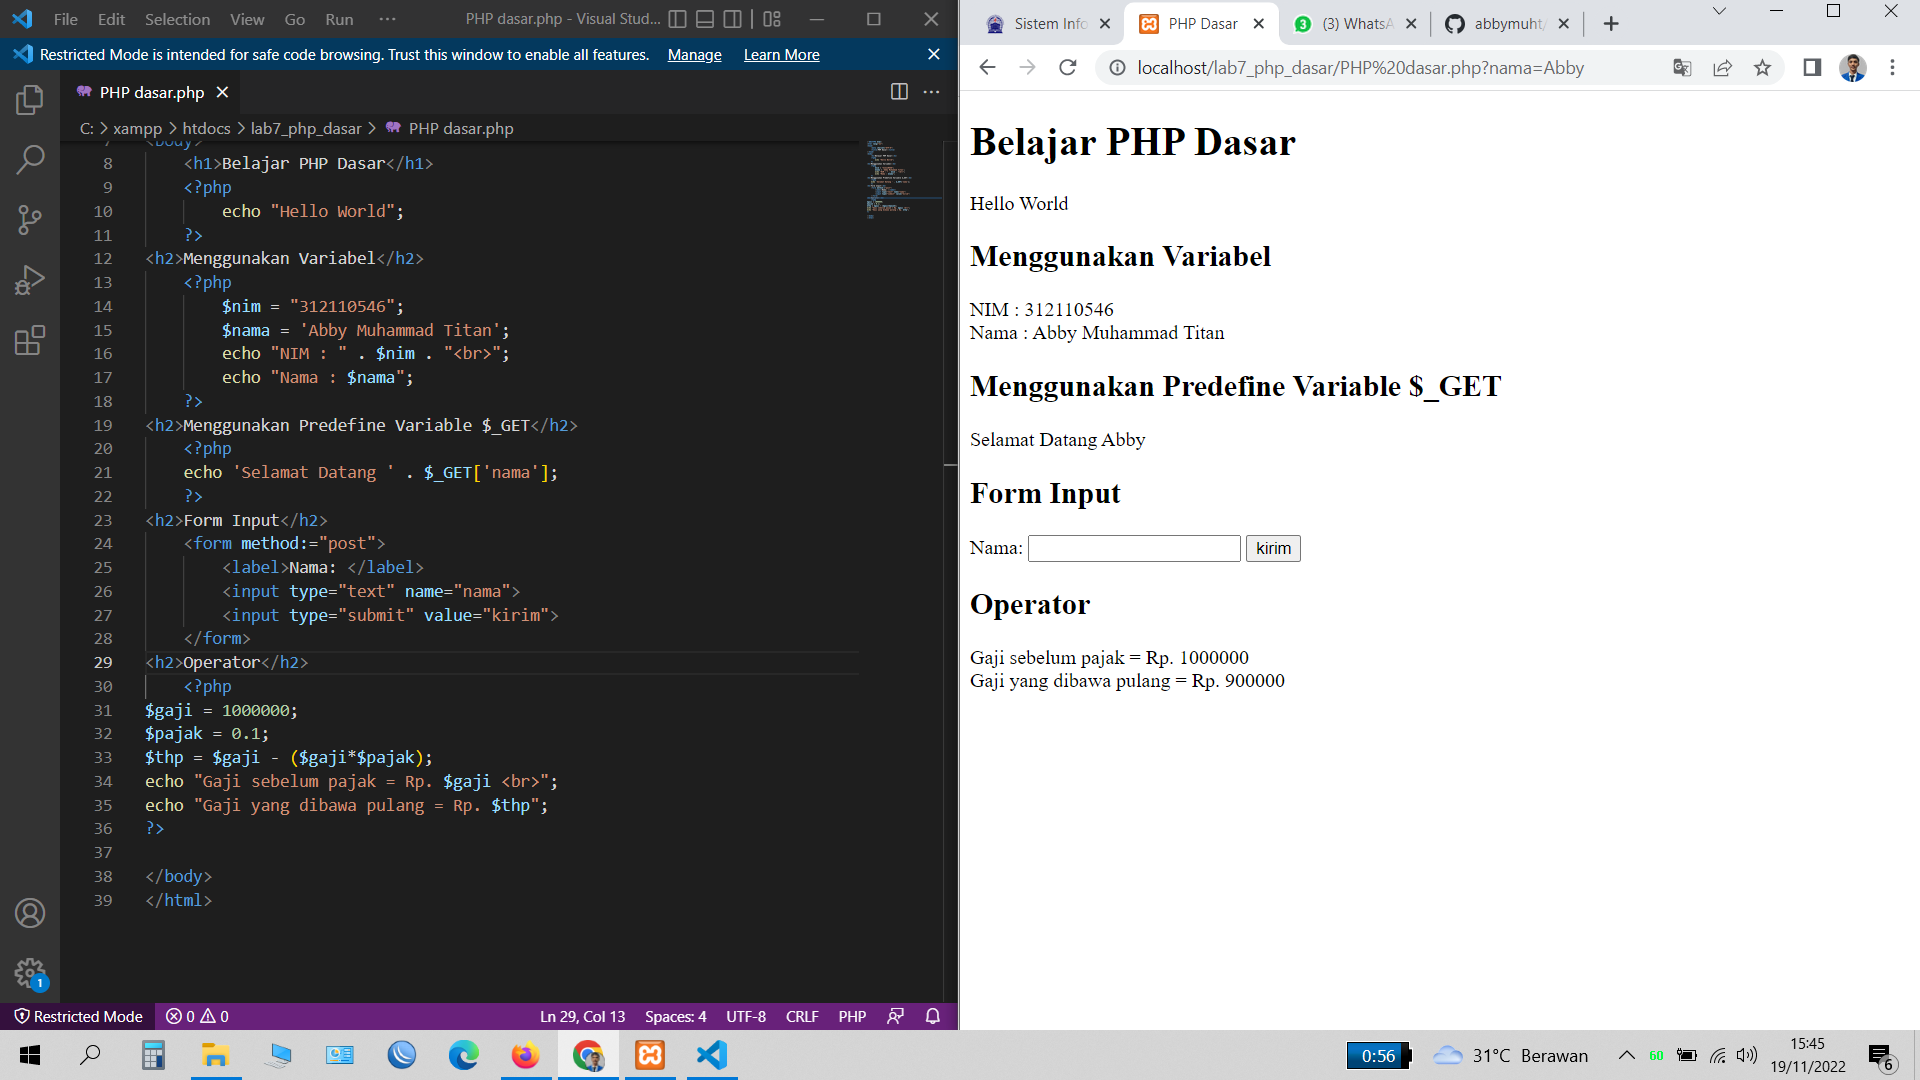 File Edit Selection View Go Run ··· PHP dasar.php - Visual Stud...
Restricted Mode is intended for safe code browsing. Trust this window to enable all features. Manage Learn More
PHP dasar.php
C: > xampp > htdocs > lab7_php_dasar > PHP dasar.php
7 <body>
8 <h1>Belajar PHP Dasar</h1>
9 <?php
10 echo "Hello World";
11 ?>
12 <h2>Menggunakan Variabel</h2>
13 <?php
14 $nim = "312110546";
15 $nama = 'Abby Muhammad Titan';
16 echo "NIM : " . $nim . "<br>";
17 echo "Nama : $nama";
18 ?>
19 <h2>Menggunakan Predefine Variable $_GET</h2>
20 <?php
21 echo 'Selamat Datang ' . $_GET['nama'];
22 ?>
23 <h2>Form Input</h2>
24 <form method:="post">
25 <label>Nama: </label>
26 <input type="text" name="nama">
27 <input type="submit" value="kirim">
28 </form>
29 <h2>Operator</h2>
30 <?php
31 $gaji = 1000000;
32 $pajak = 0.1;
33 $thp = $gaji - ($gaji*$pajak);
34 echo "Gaji sebelum pajak = Rp. $gaji <br>";
35 echo "Gaji yang dibawa pulang = Rp. $thp";
36 ?>
37
38 </body>
39 </html>
1
Restricted Mode 0 0 Ln 29, Col 13 Spaces: 4 UTF-8 CRLF PHP
Sistem Info PHP Dasar 3 (3) WhatsA abbymuht/
localhost/lab7_php_dasar/PHP%20dasar.php?nama=Abby
Belajar PHP Dasar
Hello World
Menggunakan Variabel
NIM : 312110546
Nama : Abby Muhammad Titan
Menggunakan Predefine Variable $_GET
Selamat Datang Abby
Form Input
Nama: kirim
Operator
Gaji sebelum pajak = Rp. 1000000
Gaji yang dibawa pulang = Rp. 900000
0:56 31°C Berawan 60 15:45
19/11/2022 6